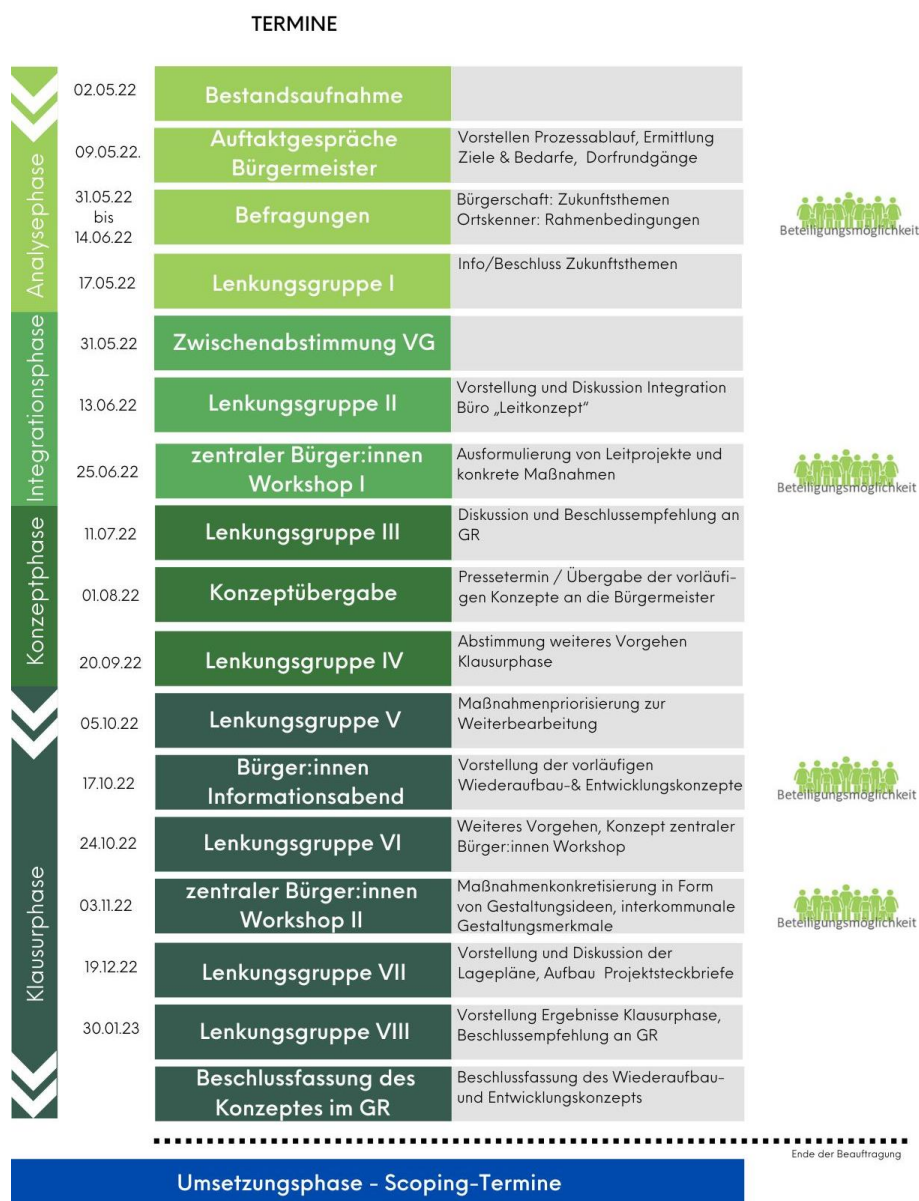 TERMINE
Analysephase
02.05.22
Bestandsaufnahme
09.05.22.
Auftaktgespräche
Bürgermeister
Vorstellen Prozessablauf, Ermittlung
Ziele & Bedarfe, Dorfrundgänge
31.05.22
bis
14.06.22
Befragungen
Bürgerschaft: Zukunftsthemen
Ortskenner: Rahmenbedingungen
Beteiligungsmöglichkeit
17.05.22
Lenkungsgruppe I
Info/Beschluss Zukunftsthemen
Integrationsphase
31.05.22
Zwischenabstimmung VG
13.06.22
Lenkungsgruppe II
Vorstellung und Diskussion Integration
Büro „Leitkonzept“
25.06.22
zentraler Bürger:innen
Workshop I
Ausformulierung von Leitprojekte und
konkrete Maßnahmen
Beteiligungsmöglichkeit
Konzeptphase
11.07.22
Lenkungsgruppe III
Diskussion und Beschlussempfehlung an
GR
01.08.22
Konzeptübergabe
Pressetermin / Übergabe der vorläufi-
gen Konzepte an die Bürgermeister
20.09.22
Lenkungsgruppe IV
Abstimmung weiteres Vorgehen
Klausurphase
Klausurphase
05.10.22
Lenkungsgruppe V
Maßnahmenpriorisierung zur
Weiterbearbeitung
17.10.22
Bürger:innen
Informationsabend
Vorstellung der vorläufigen
Wiederaufbau-& Entwicklungskonzepte
Beteiligungsmöglichkeit
24.10.22
Lenkungsgruppe VI
Weiteres Vorgehen, Konzept zentraler
Bürger:innen Workshop
03.11.22
zentraler Bürger:innen
Workshop II
Maßnahmenkonkretisierung in Form
von Gestaltungsideen, interkommunale
Gestaltungsmerkmale
Beteiligungsmöglichkeit
19.12.22
Lenkungsgruppe VII
Vorstellung und Diskussion der
Lagepläne, Aufbau Projektsteckbriefe
30.01.23
Lenkungsgruppe VIII
Vorstellung Ergebnisse Klausurphase,
Beschlussempfehlung an GR
Beschlussfassung des
Konzeptes im GR
Beschlussfassung des Wiederaufbau-
und Entwicklungskonzepts
Ende der Beauftragung
Umsetzungsphase - Scoping-Termine